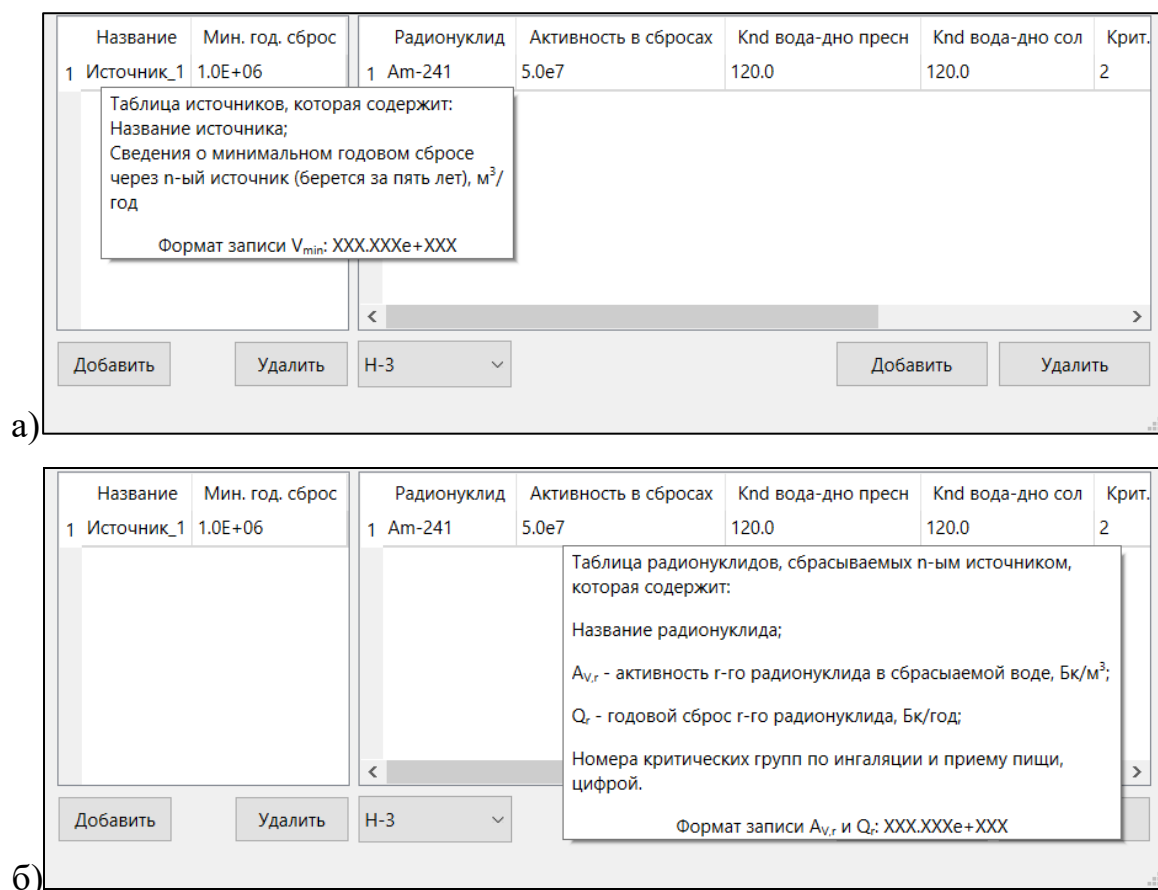 Название Мин. год. сброс Радионуклид Активность в сбросах Knd вода-дно пресн Knd вода-дно сол Крит.
1 Источник_1 1.0E+06 1 Am-241 5.0e7 120.0 120.0 2
Таблица источников, которая содержит:
Название источника;
Сведения о минимальном годовом сбросе
через n-ый источник (берется за пять лет), м³/
год
Формат записи Vmin: XXX.XXXe+XXX
Добавить Удалить H-3 Добавить Удалить
а)
Название Мин. год. сброс Радионуклид Активность в сбросах Knd вода-дно пресн Knd вода-дно сол Крит.
1 Источник_1 1.0E+06 1 Am-241 5.0e7 120.0 120.0 2
Таблица радионуклидов, сбрасываемых n-ым источником,
которая содержит:
Название радионуклида;
AV,r - активность r-го радионуклида в сбрасыаемой воде, Бк/м³;
Qr - годовой сброс r-го радионуклида, Бк/год;
Номера критических групп по ингаляции и приему пищи,
цифрой.
Формат записи AV,r и Qr: XXX.XXXe+XXX
Добавить Удалить H-3
б)